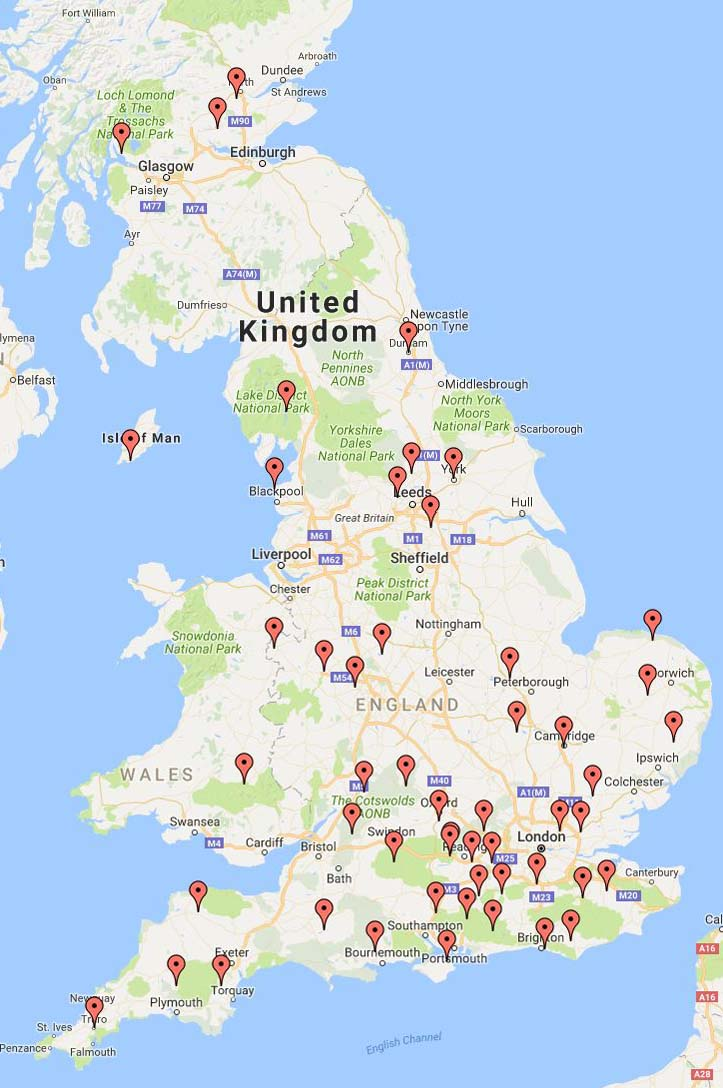 Fort William
Arbroath
Dundee
Oban
St Andrews
Loch Lomond
& The
Trossachs
National Park
M90
Edinburgh
Glasgow
Paisley
M77
M74
Ayr
A74(M)
Dumfries
United
Kingdom
Newcastle
upon Tyne
Durham
A1(M)
North
Pennines
AONB
Belfast
Middlesbrough
Lake District
National Park
North York
Moors
National Park
Scarborough
Yorkshire
Dales
National Park
Isle of Man
York
Blackpool
Leeds
Hull
Great Britain
M61
M1
M18
Liverpool
M62
Sheffield
Chester
Peak District
National Park
Snowdonia
National Park
M6
Nottingham
M54
Leicester
Peterborough
Norwich
ENGLAND
Cambridge
Ipswich
WALES
M40
A1(M)
Colchester
The Cotswolds
AONB
Oxford
Swansea
M4
Cardiff
Bristol
Swindon
Reading
London
M25
Bath
Canterbury
M3
M23
M20
Southampton
Exeter
Bournemouth
Portsmouth
Brighton
A16
Torquay
Plymouth
Newquay
Truro
A16
St. Ives
Penzance
Falmouth
English Channel
A28